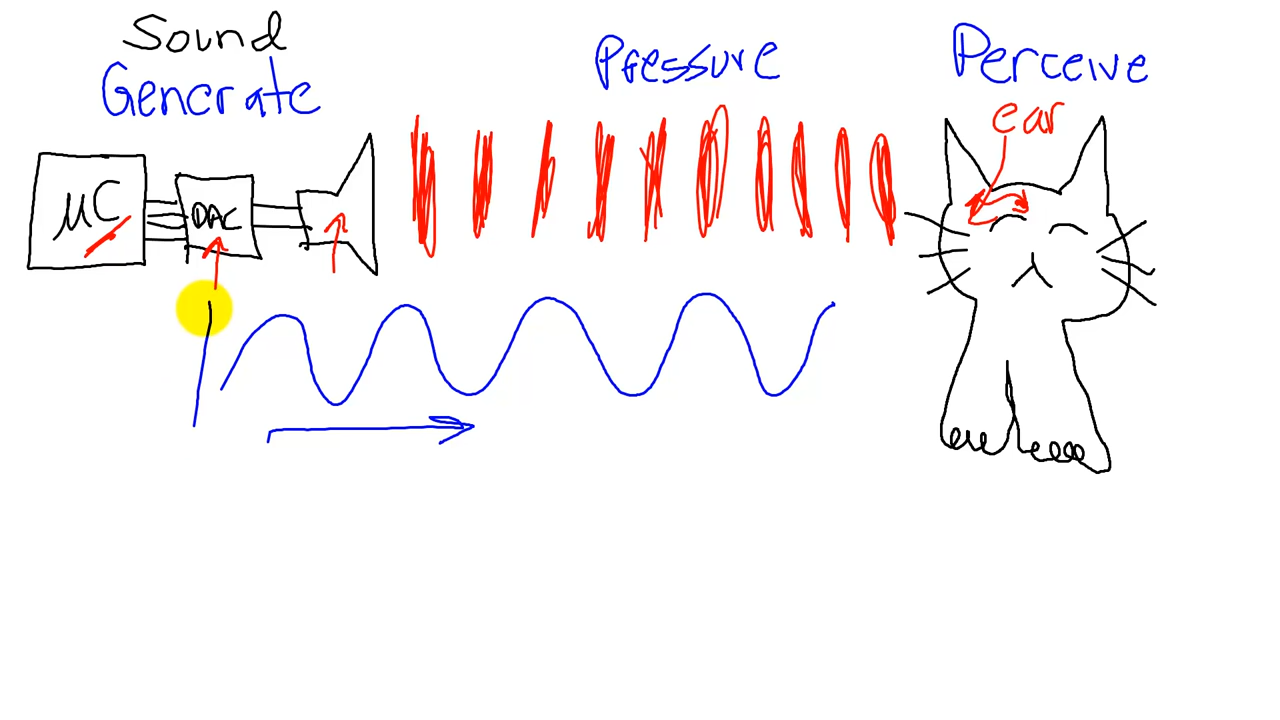 Sound
Generate
Pressure
Perceive
ear
μC
DAC